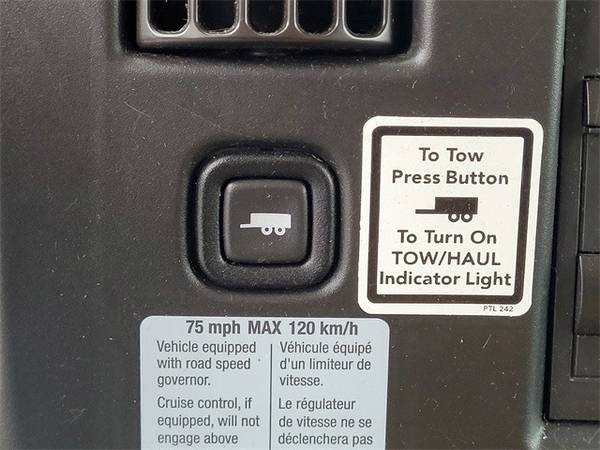 To Tow
Press Button
To Turn On
TOW/HAUL
Indicator Light
PTL 242
75 mph MAX 120 km/h
Vehicle equipped
with road speed
governor.
Cruise control, if
equipped, will not
engage above
Véhicule équipé
d'un limiteur de
vitesse.
Le régulateur
de vitesse ne se
déclenchera pas